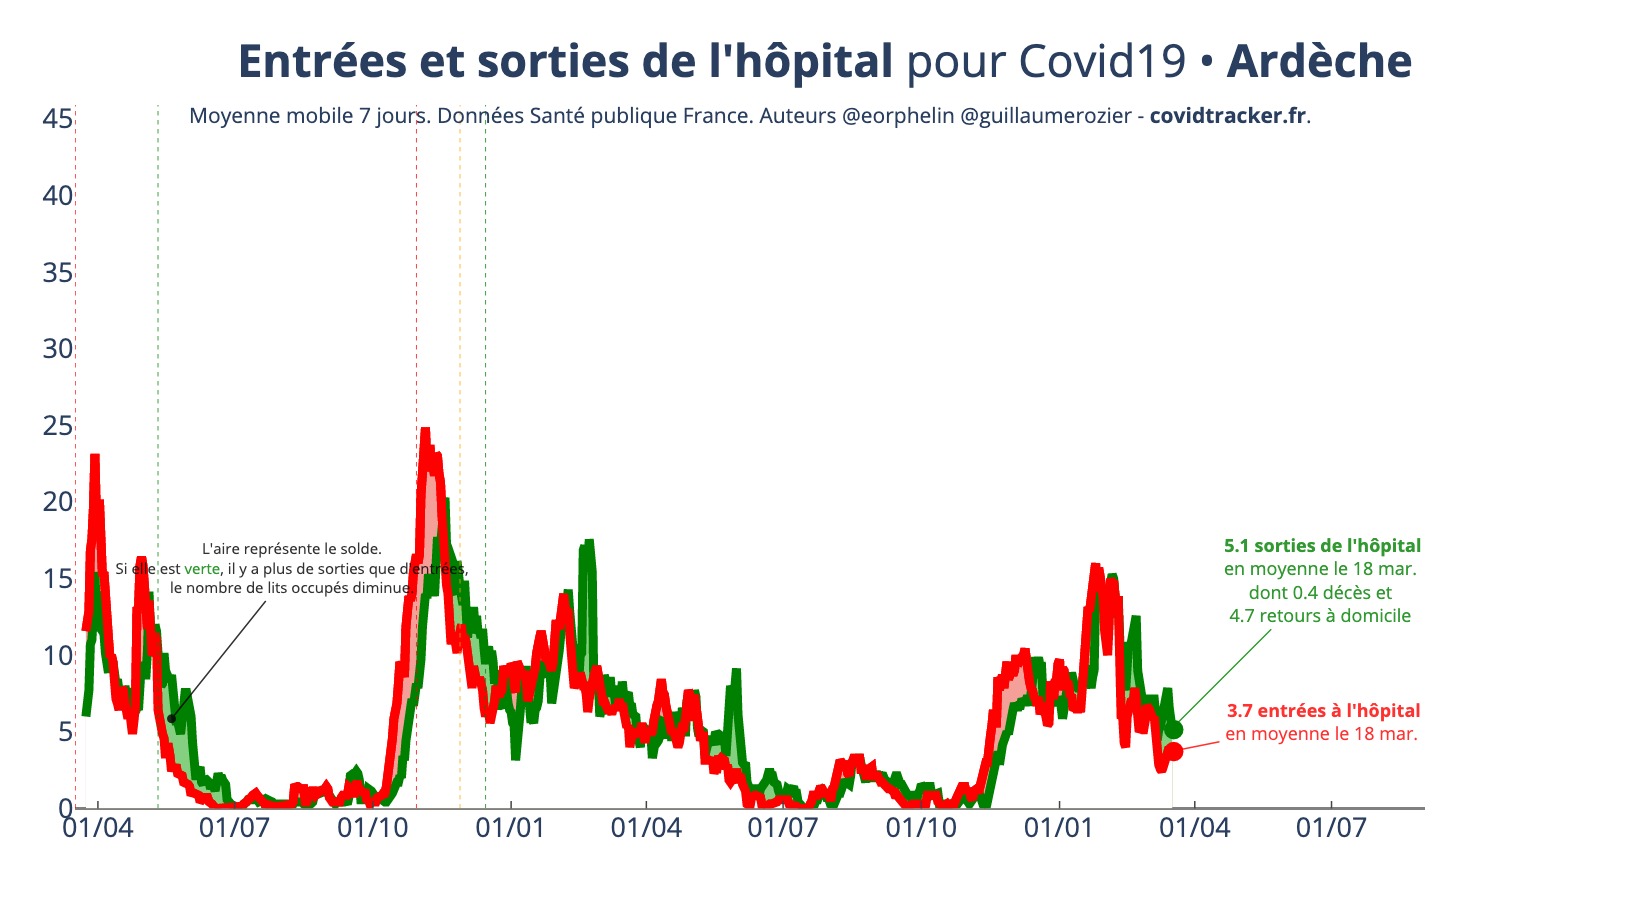 Entrées et sorties de l'hôpital pour Covid19 • Ardèche
Moyenne mobile 7 jours. Données Santé publique France. Auteurs @eorphelin @guillaumerozier - covidtracker.fr.
45
40
35
30
25
20
15
10
5
0
L'aire représente le solde.
Si elle est verte, il y a plus de sorties que d'entrées,
le nombre de lits occupés diminue.
5.1 sorties de l'hôpital
en moyenne le 18 mar.
dont 0.4 décès et
4.7 retours à domicile
3.7 entrées à l'hôpital
en moyenne le 18 mar.
01/04 01/07 01/10 01/01 01/04 01/07 01/10 01/01 01/04 01/07